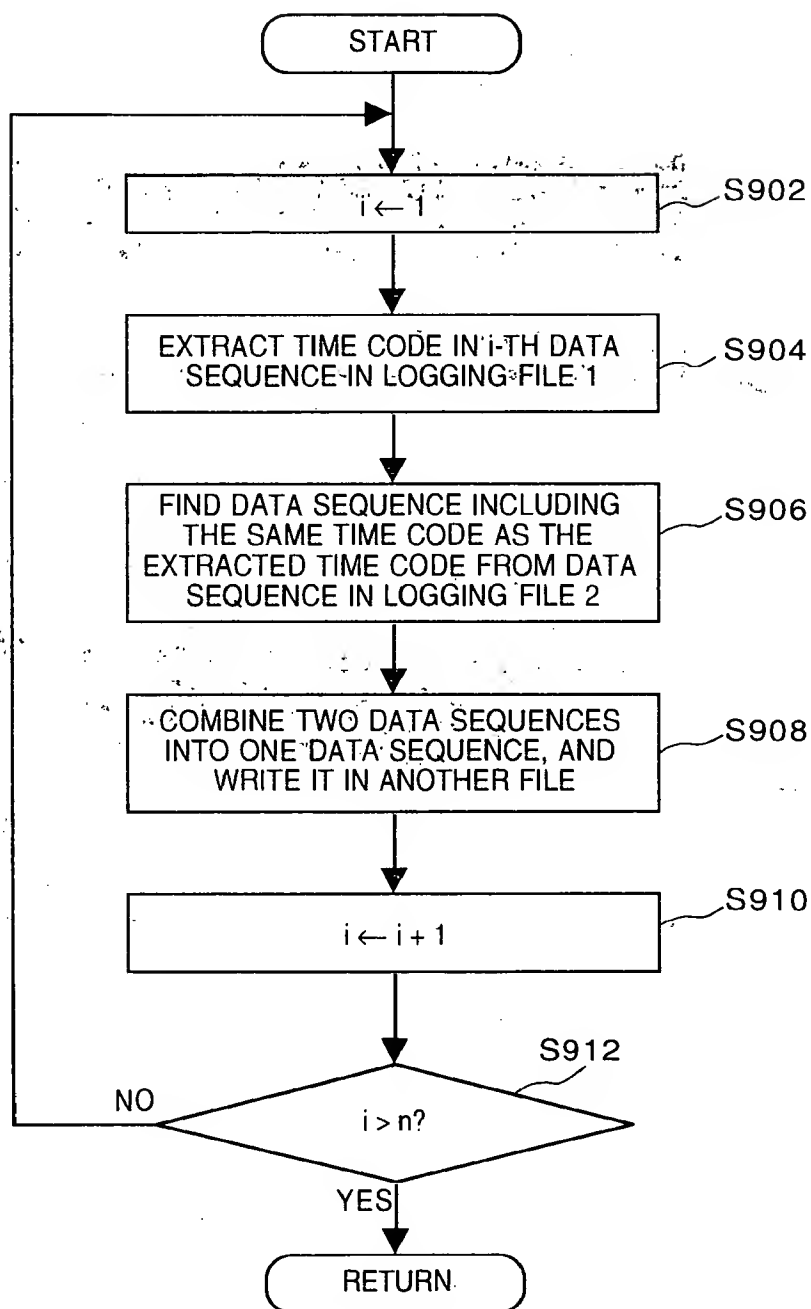 START
i ← 1
S902
EXTRACT TIME CODE IN i-TH DATA
SEQUENCE IN LOGGING FILE 1
S904
FIND DATA SEQUENCE INCLUDING
THE SAME TIME CODE AS THE
EXTRACTED TIME CODE FROM DATA
SEQUENCE IN LOGGING FILE 2
S906
COMBINE TWO DATA SEQUENCES
INTO ONE DATA SEQUENCE, AND
WRITE IT IN ANOTHER FILE
S908
i ← i + 1
S910
S912
NO
i > n?
YES
RETURN